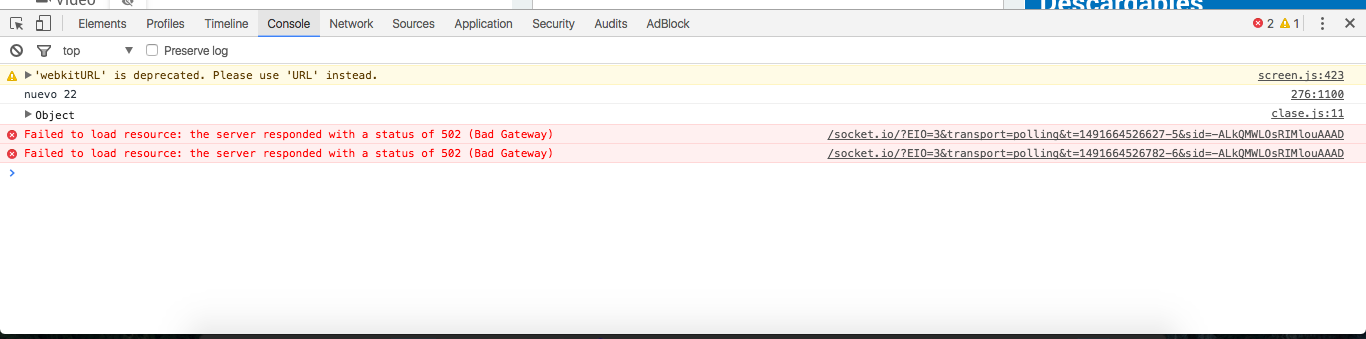 Video
Descargables
Elements Profiles Timeline Console Network Sources Application Security Audits AdBlock 2 1
top Preserve log
'webkitURL' is deprecated. Please use 'URL' instead. screen.js:423
nuevo 22 276:1100
Object clase.js:11
Failed to load resource: the server responded with a status of 502 (Bad Gateway) /socket.io/?EIO=3&transport=polling&t=1491664526627-5&sid=-ALkQMWLOsRIMlouAAAD
Failed to load resource: the server responded with a status of 502 (Bad Gateway) /socket.io/?EIO=3&transport=polling&t=1491664526782-6&sid=-ALkQMWLOsRIMlouAAAD